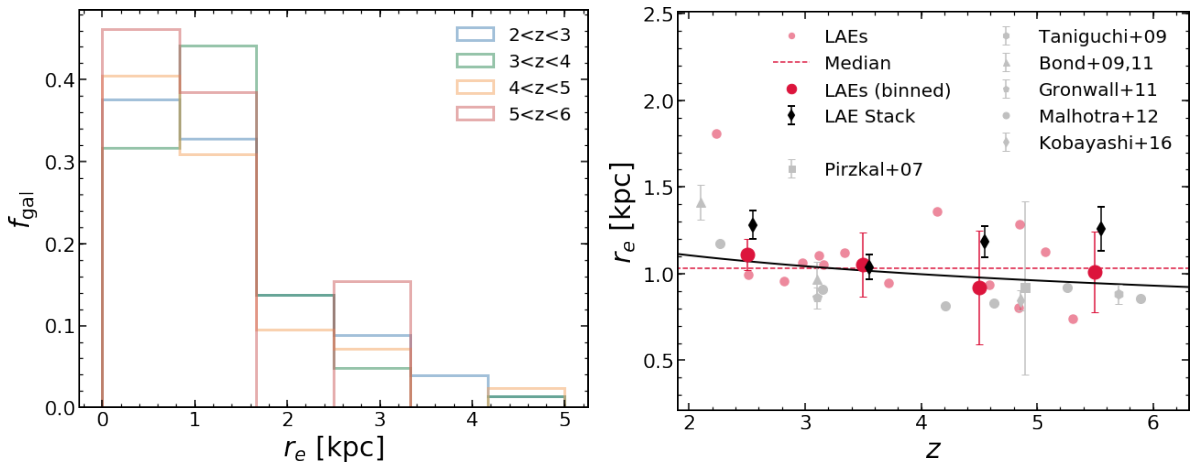 2<z<3
3<z<4
4<z<5
5<z<6
0.4
0.3
0.2
0.1
0.0
f_gal
0 1 2 3 4 5
r_e [kpc]
LAEs
Median
LAEs (binned)
LAE Stack
Pirzkal+07
Taniguchi+09
Bond+09,11
Gronwall+11
Malhotra+12
Kobayashi+16
2.5
2.0
1.5
1.0
0.5
r_e [kpc]
2 3 4 5 6
z